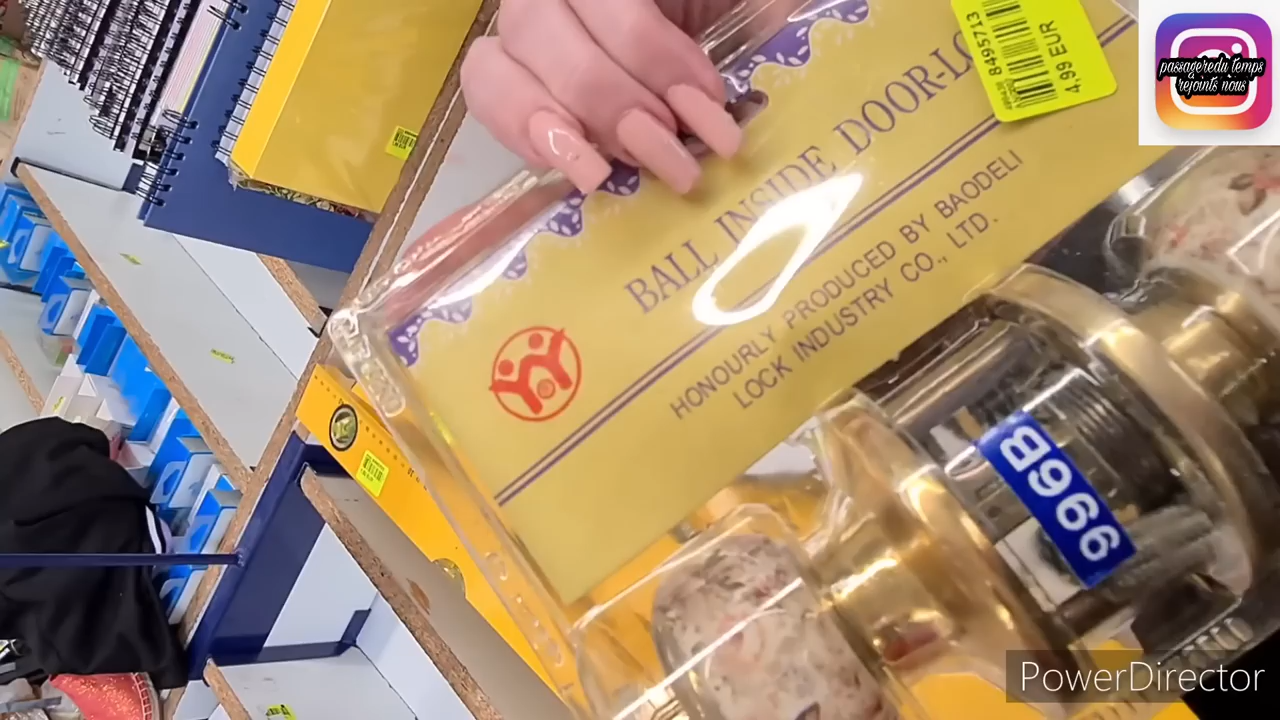 passageredu temps
rejoints nous
8495713
4,99 EUR
BALL INSIDE DOOR-LO
HONOURLY PRODUCED BY BAODELI
LOCK INDUSTRY CO., LTD.
9968
PowerDirector